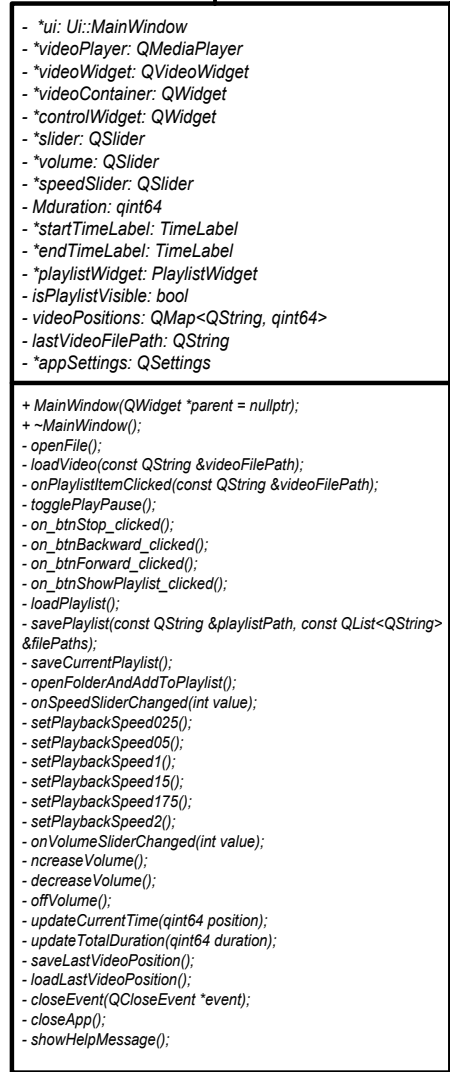 - *ui: Ui::MainWindow
- *videoPlayer: QMediaPlayer
- *videoWidget: QVideoWidget
- *videoContainer: QWidget
- *controlWidget: QWidget
- *slider: QSlider
- *volume: QSlider
- *speedSlider: QSlider
- Mduration: qint64
- *startTimeLabel: TimeLabel
- *endTimeLabel: TimeLabel
- *playlistWidget: PlaylistWidget
- isPlaylistVisible: bool
- videoPositions: QMap<QString, qint64>
- lastVideoFilePath: QString
- *appSettings: QSettings
+ MainWindow(QWidget *parent = nullptr);
+ ~MainWindow();
- openFile();
- loadVideo(const QString &videoFilePath);
- onPlaylistItemClicked(const QString &videoFilePath);
- togglePlayPause();
- on_btnStop_clicked();
- on_btnBackward_clicked();
- on_btnForward_clicked();
- on_btnShowPlaylist_clicked();
- loadPlaylist();
- savePlaylist(const QString &playlistPath, const QList<QString>
&filePaths);
- saveCurrentPlaylist();
- openFolderAndAddToPlaylist();
- onSpeedSliderChanged(int value);
- setPlaybackSpeed025();
- setPlaybackSpeed05();
- setPlaybackSpeed1();
- setPlaybackSpeed15();
- setPlaybackSpeed175();
- setPlaybackSpeed2();
- onVolumeSliderChanged(int value);
- ncreaseVolume();
- decreaseVolume();
- offVolume();
- updateCurrentTime(qint64 position);
- updateTotalDuration(qint64 duration);
- saveLastVideoPosition();
- loadLastVideoPosition();
- closeEvent(QCloseEvent *event);
- closeApp();
- showHelpMessage();